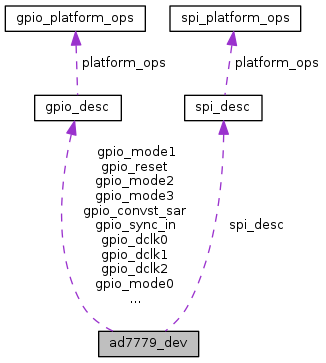 gpio_platform_ops
spi_platform_ops
platform_ops
platform_ops
gpio_desc
spi_desc
gpio_mode1
gpio_reset
gpio_mode2
gpio_mode3
gpio_convst_sar
gpio_sync_in
gpio_dclk0
gpio_dclk1
gpio_dclk2
gpio_mode0
...
spi_desc
ad7779_dev